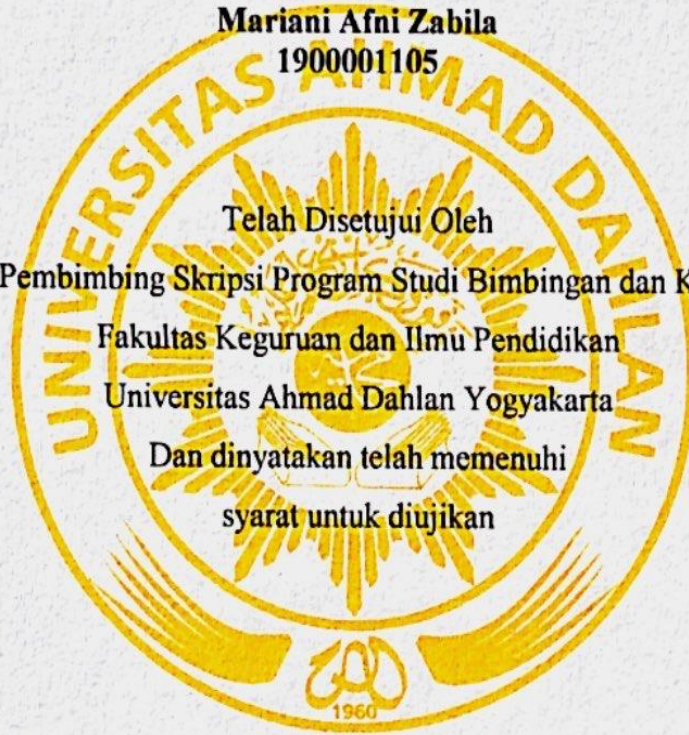 Mariani Afni Zabila
1900001105
UNIVERSITAS AHMAD DAHLAN
Telah Disetujui Oleh
Pembimbing Skripsi Program Studi Bimbingan dan K
Fakultas Keguruan dan Ilmu Pendidikan
Universitas Ahmad Dahlan Yogyakarta
Dan dinyatakan telah memenuhi
syarat untuk diujikan
1960